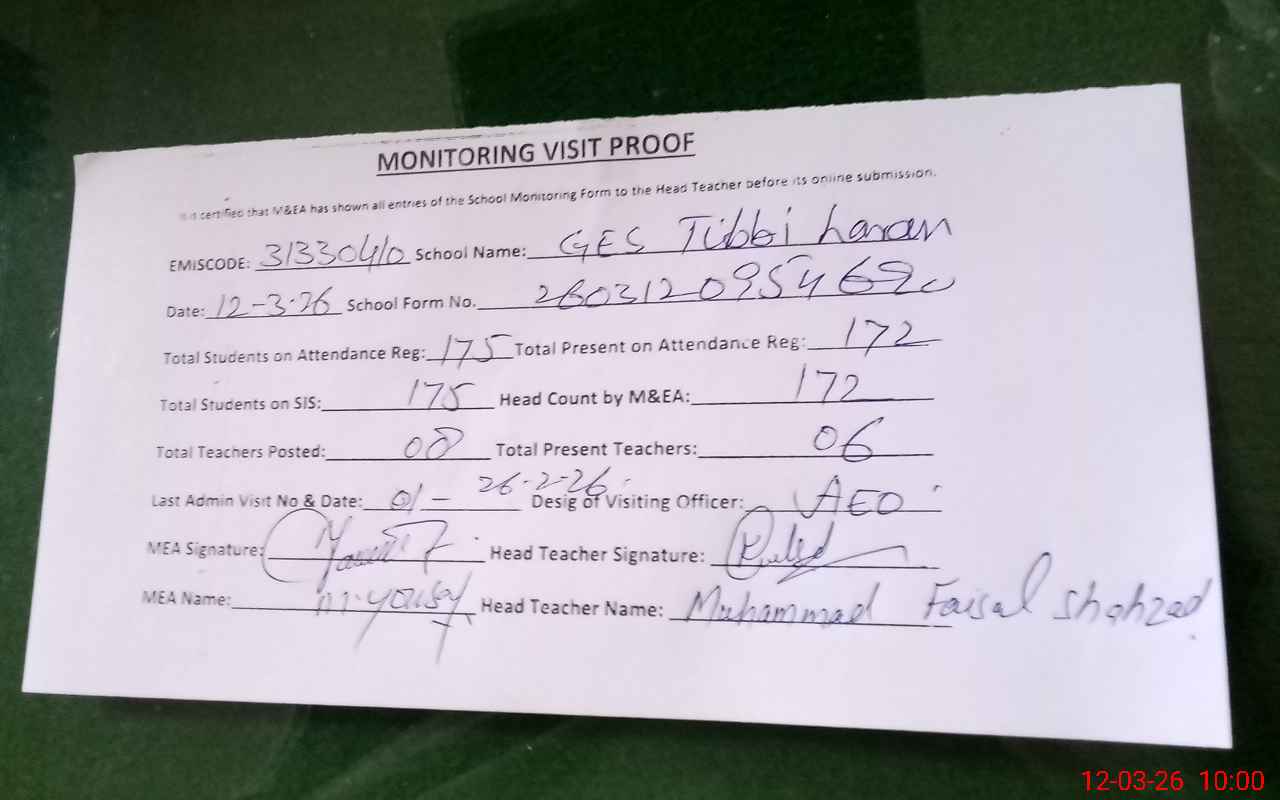 MONITORING VISIT PROOF
It is certified that M&EA has shown all entries of the School Monitoring Form to the Head Teacher before its online submission.
EMISCODE: 31330410 School Name: GES Tibbi Laran
Date: 12-3-26 School Form No. 260312095469
Total Students on Attendance Reg: 175 Total Present on Attendance Reg: 172
Total Students on SIS: 175 Head Count by M&EA: 172
Total Teachers Posted: 08 Total Present Teachers: 06
Last Admin Visit No & Date: 01 - 26-2-26 Desig of Visiting Officer: AEO
MEA Signature: Head Teacher Signature:
MEA Name: M. Yousaf Head Teacher Name: Muhammad Faisal Shahzad
12-03-26 10:00